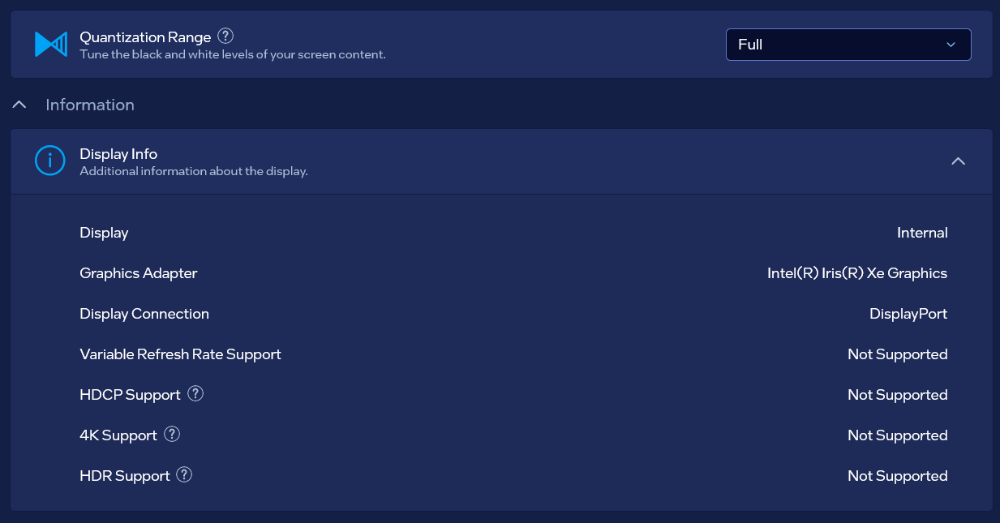 Quantization Range ?
Tune the black and white levels of your screen content.
Full
Information
Display Info
Additional information about the display.
Display Internal
Graphics Adapter Intel(R) Iris(R) Xe Graphics
Display Connection DisplayPort
Variable Refresh Rate Support Not Supported
HDCP Support ? Not Supported
4K Support ? Not Supported
HDR Support ? Not Supported